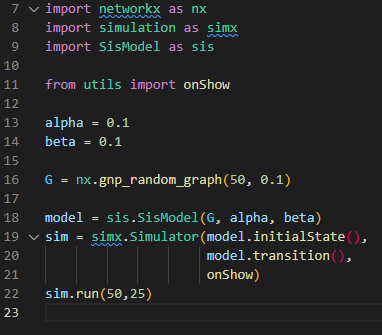 7 import networkx as nx
8 import simulation as simx
9 import SisModel as sis
10
11 from utils import onShow
12
13 alpha = 0.1
14 beta = 0.1
15
16 G = nx.gnp_random_graph(50, 0.1)
17
18 model = sis.SisModel(G, alpha, beta)
19 sim = simx.Simulator(model.initialState(),
20                      model.transition(),
21                      onShow)
22 sim.run(50,25)
23